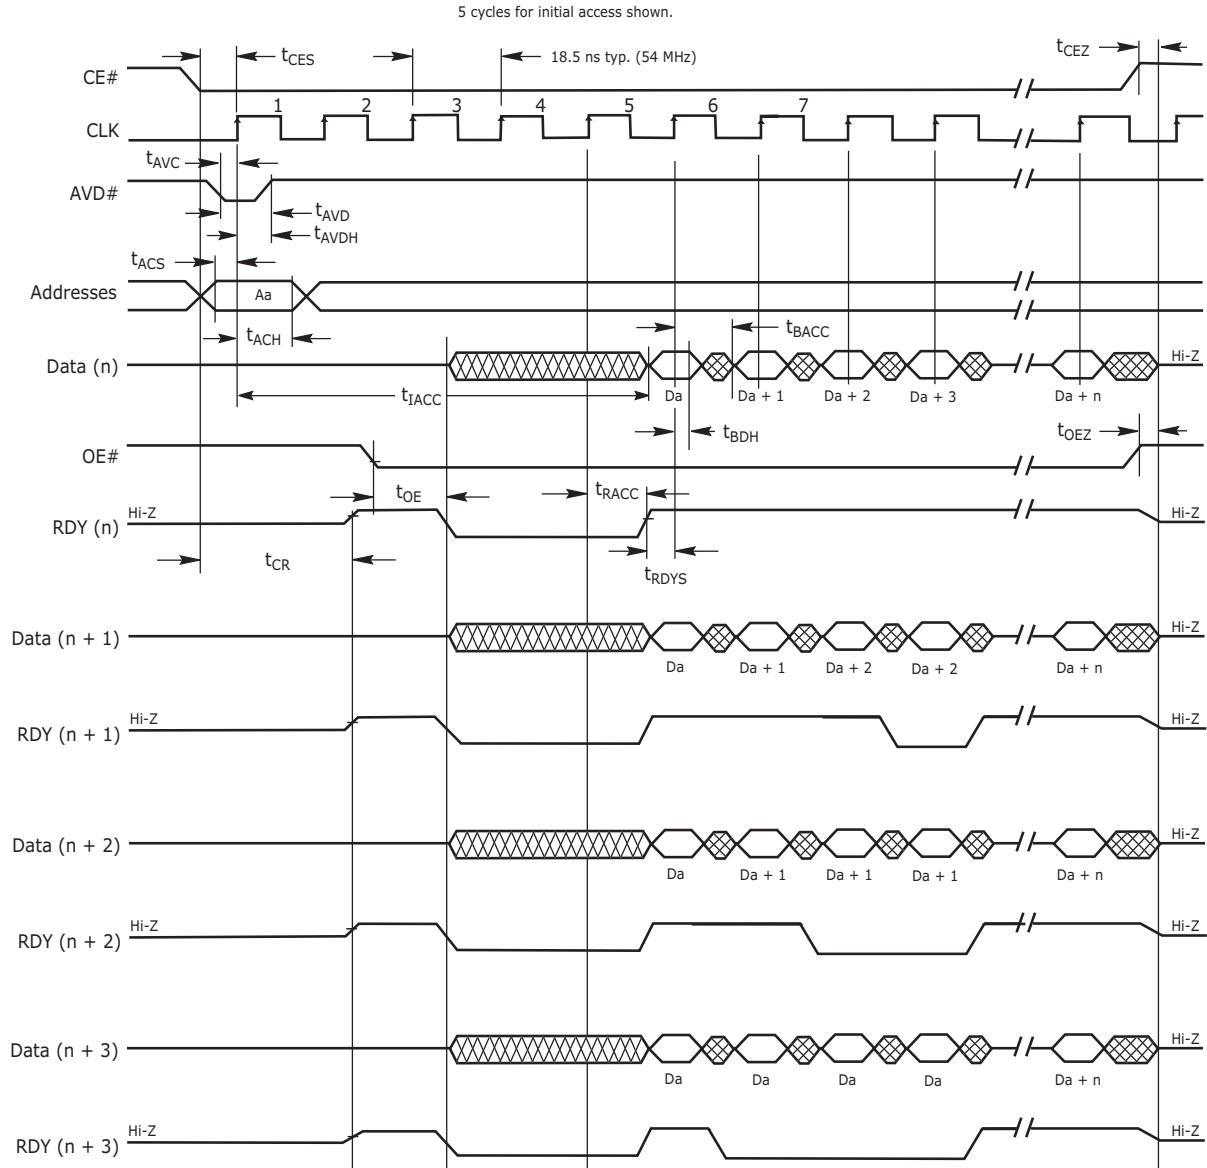 5 cycles for initial access shown.
tCES
18.5 ns typ. (54 MHz)
tCEZ
CE#
1 2 3 4 5 6 7
CLK
tAVC
AVD#
tAVD
tAVDH
tACS
Addresses
Aa
tACH
tBACC
Data (n)
Hi-Z
tIACC
Da Da + 1 Da + 2 Da + 3 Da + n
tBDH
tOEZ
OE#
tOE
tRACC
RDY (n)
Hi-Z
Hi-Z
tCR
tRDYS
Data (n + 1)
Hi-Z
Da Da + 1 Da + 2 Da + 2 Da + n
RDY (n + 1)
Hi-Z
Hi-Z
Data (n + 2)
Hi-Z
Da Da + 1 Da + 1 Da + 1 Da + n
RDY (n + 2)
Hi-Z
Hi-Z
Data (n + 3)
Hi-Z
Da Da Da Da Da + n
RDY (n + 3)
Hi-Z
Hi-Z